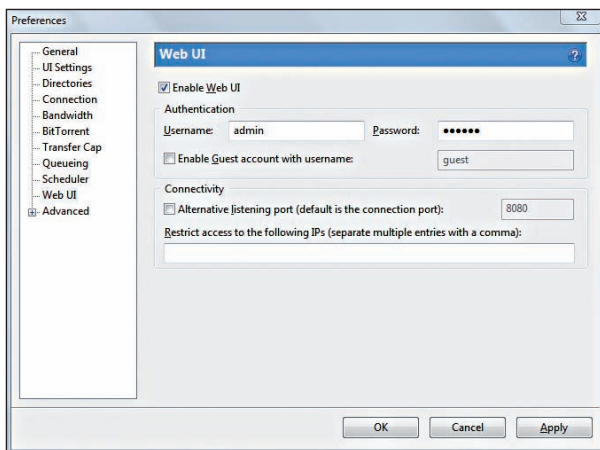 Preferences
General
UI Settings
Directories
Connection
Bandwidth
BitTorrent
Transfer Cap
Queueing
Scheduler
Web UI
Advanced
Web UI
?
Enable Web UI
Authentication
Username: admin Password: ●●●●●●
Enable Guest account with username: guest
Connectivity
Alternative listening port (default is the connection port): 8080
Restrict access to the following IPs (separate multiple entries with a comma):
OK Cancel Apply